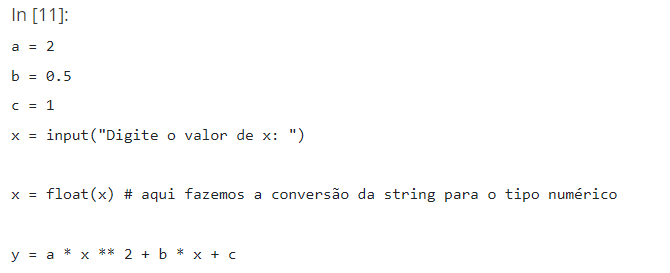 In [11]:
a = 2
b = 0.5
c = 1
x = input("Digite o valor de x: ")
x = float(x) # aqui fazemos a conversão da string para o tipo numérico
y = a * x ** 2 + b * x + c